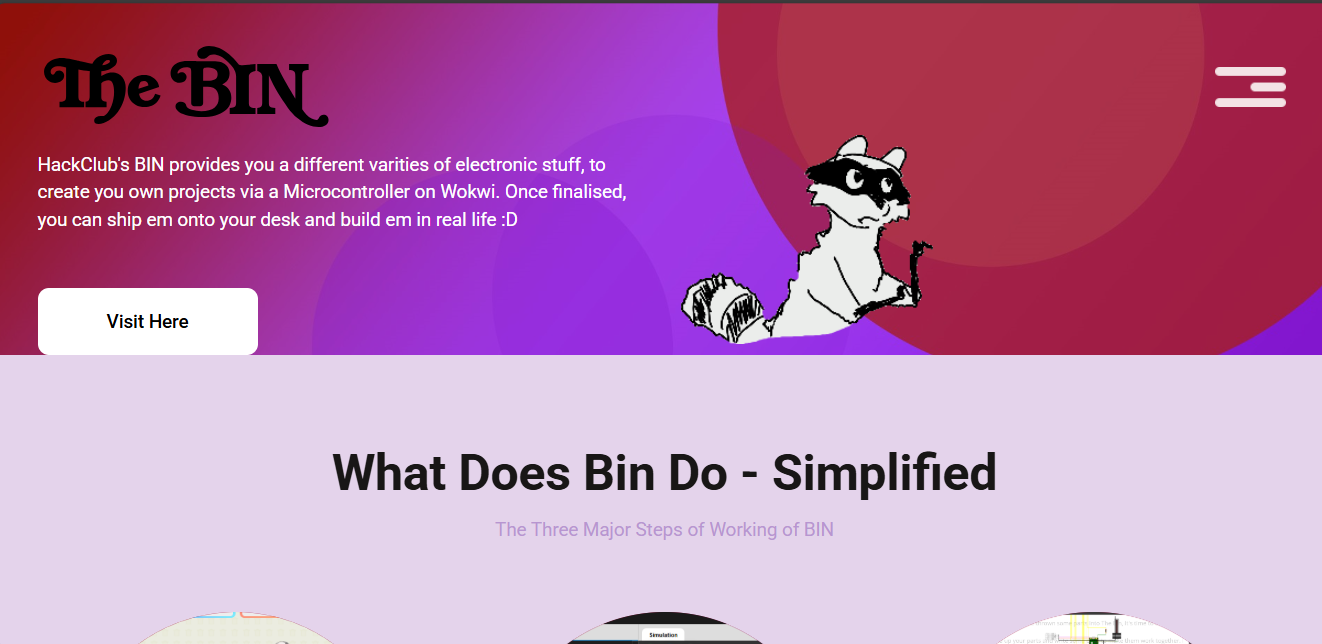 The BIN
HackClub's BIN provides you a different varities of electronic stuff, to
create you own projects via a Microcontroller on Wokwi. Once finalised,
you can ship em onto your desk and build em in real life :D
Visit Here
What Does Bin Do - Simplified
The Three Major Steps of Working of BIN
Simulation